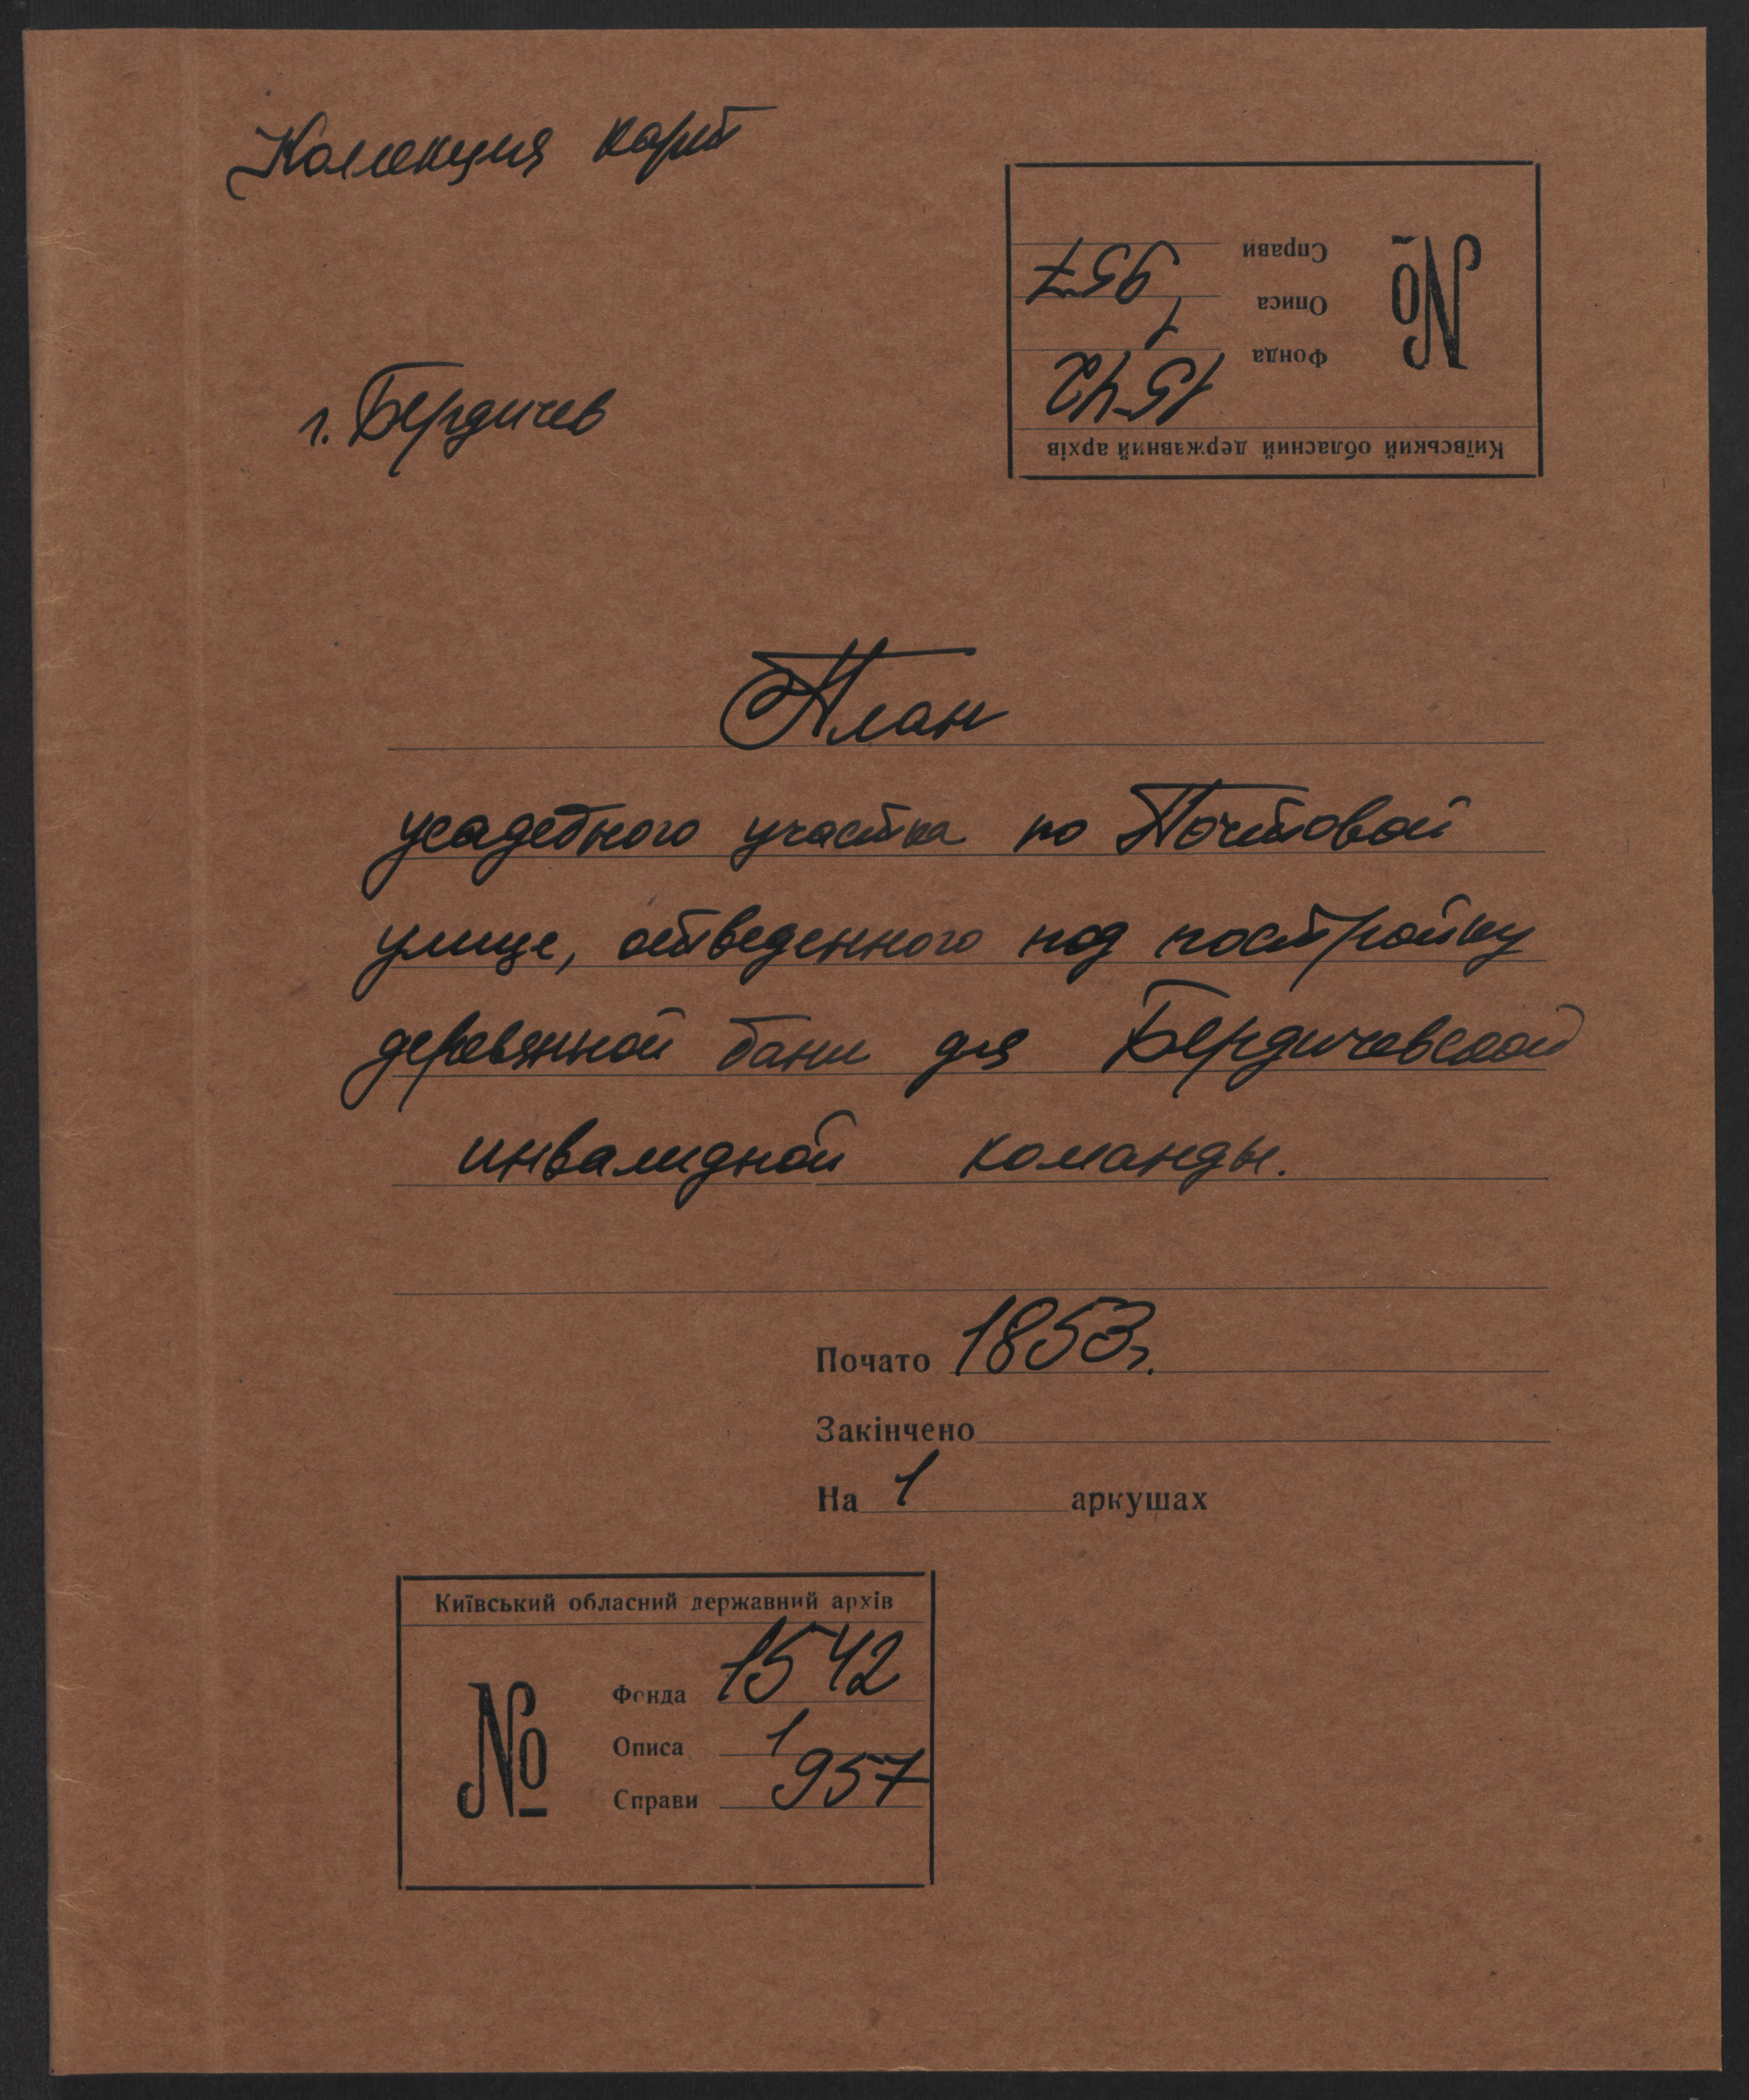 Коллекция карт
Справи 957
Описа 1
Фонда 1542
№
Київський обласний державний архів
г. Бердичев
План
усадебного участка по Почтовой
улице, отведенного под постройку
деревянной бани для Бердичевской
инвалидной команды.
Почато 1853г.
Закінчено
На 1 аркушах
Київський обласний державний архів
№
Фонда 1542
Описа 1
Справи 957